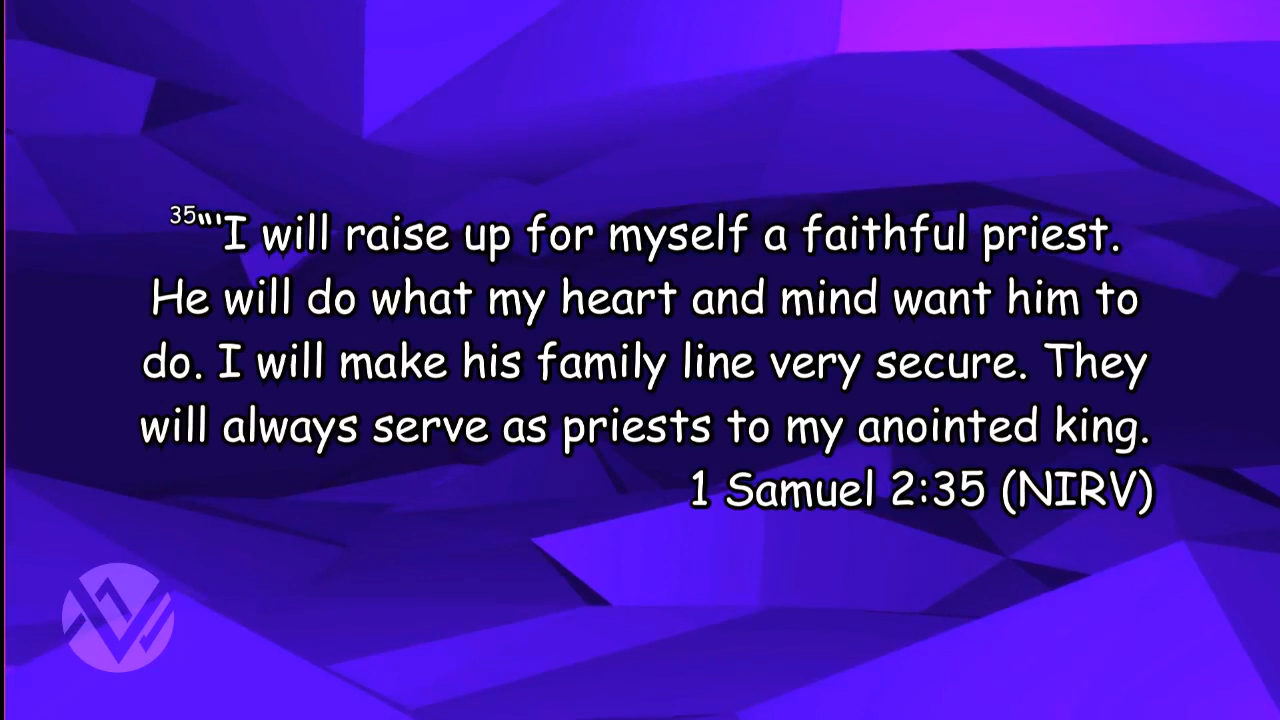 35“‘I will raise up for myself a faithful priest.
He will do what my heart and mind want him to
do. I will make his family line very secure. They
will always serve as priests to my anointed king.
1 Samuel 2:35 (NIRV)